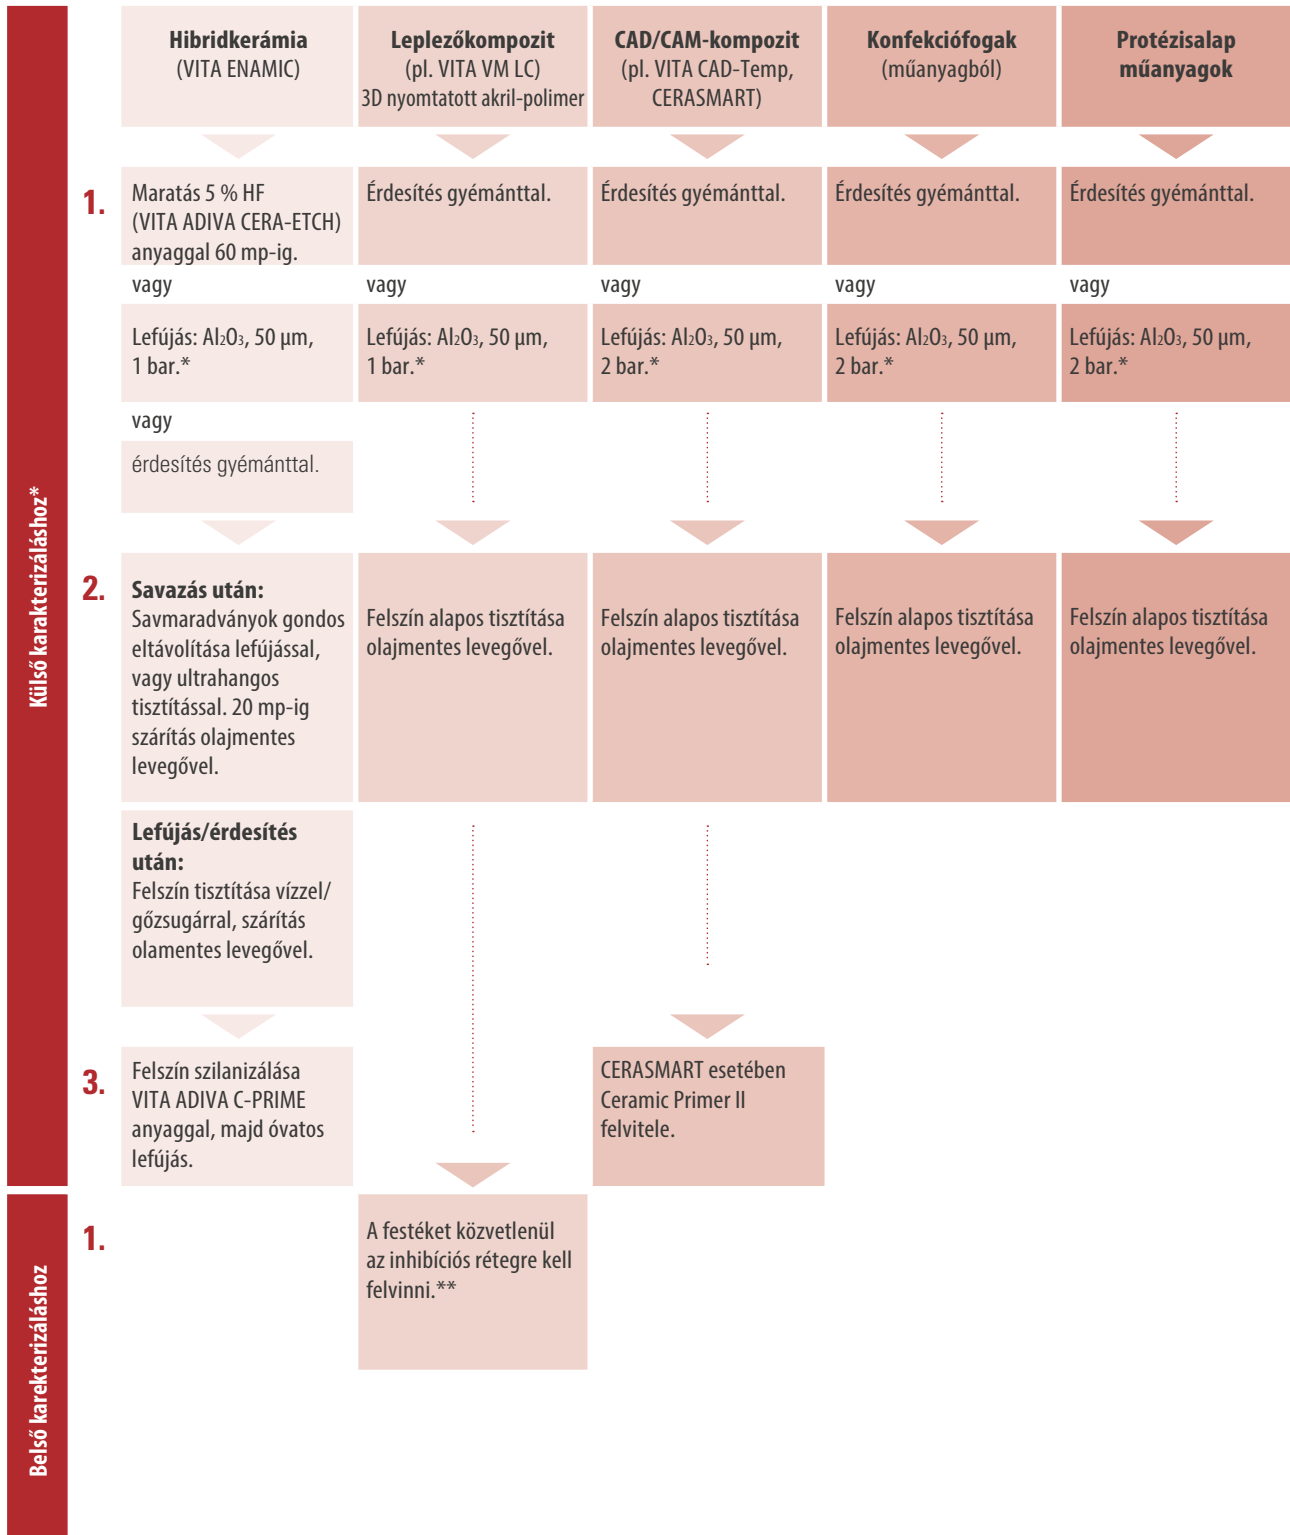 Hibridkerámia
(VITA ENAMIC)
Leplezőkompozit
(pl. VITA VM LC)
3D nyomtatott akril-polimer
CAD/CAM-kompozit
(pl. VITA CAD-Temp,
CERASMART)
Konfekciófogak
(műanyagból)
Protézisalap
műanyagok
Külső karakterizáláshoz*
1.
Maratás 5 % HF
(VITA ADIVA CERA-ETCH)
anyaggal 60 mp-ig.
Érdesítés gyémánttal.
Érdesítés gyémánttal.
Érdesítés gyémánttal.
Érdesítés gyémánttal.
vagy
vagy
vagy
vagy
vagy
Lefújás: Al₂O₃, 50 µm,
1 bar.*
Lefújás: Al₂O₃, 50 µm,
1 bar.*
Lefújás: Al₂O₃, 50 µm,
2 bar.*
Lefújás: Al₂O₃, 50 µm,
2 bar.*
Lefújás: Al₂O₃, 50 µm,
2 bar.*
vagy
érdesítés gyémánttal.
2.
Savazás után:
Savmaradványok gondos
eltávolítása lefújással,
vagy ultrahangos
tisztítással. 20 mp-ig
szárítás olajmentes
levegővel.
Felszín alapos tisztítása
olajmentes levegővel.
Felszín alapos tisztítása
olajmentes levegővel.
Felszín alapos tisztítása
olajmentes levegővel.
Felszín alapos tisztítása
olajmentes levegővel.
Lefújás/érdesítés
után:
Felszín tisztítása vízzel/
gőzsugárral, szárítás
olamentes levegővel.
3.
Felszín szilanizálása
VITA ADIVA C-PRIME
anyaggal, majd óvatos
lefújás.
CERASMART esetében
Ceramic Primer II
felvitele.
Belső karekterizáláshoz
1.
A festéket közvetlenül
az inhibíciós rétegre kell
felvinni.**